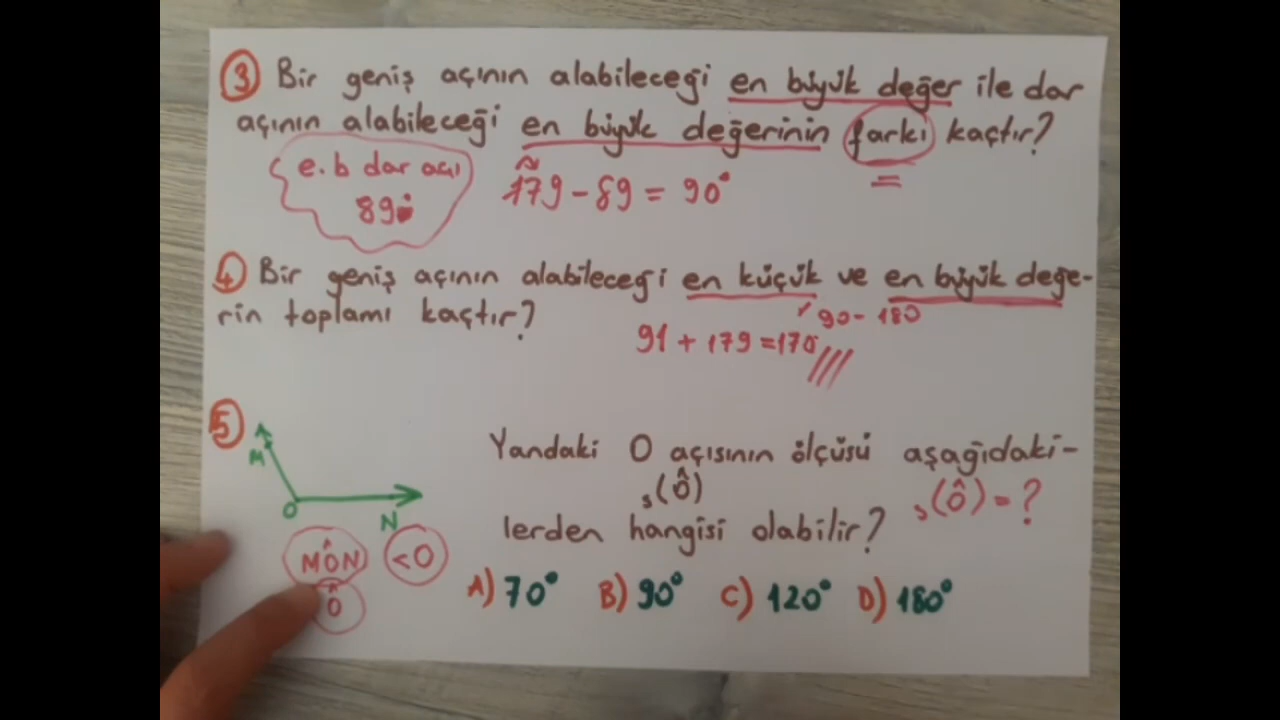 3 Bir geniş açının alabileceği en büyük değer ile dar
açının alabileceği en büyük değerinin farkı kaçtır?
e.b dar açı
89
179 - 89 = 90°
4 Bir geniş açının alabileceği en küçük ve en büyük değe-
rin toplamı kaçtır?
90 - 180
91 + 179 = 170
5
M
O
N
MÔN
<O
Ô
Yandaki O açısının ölçüsü aşağıdaki-
s(Ô)
s(Ô) = ?
lerden hangisi olabilir?
A) 70° B) 90° C) 120° D) 180°